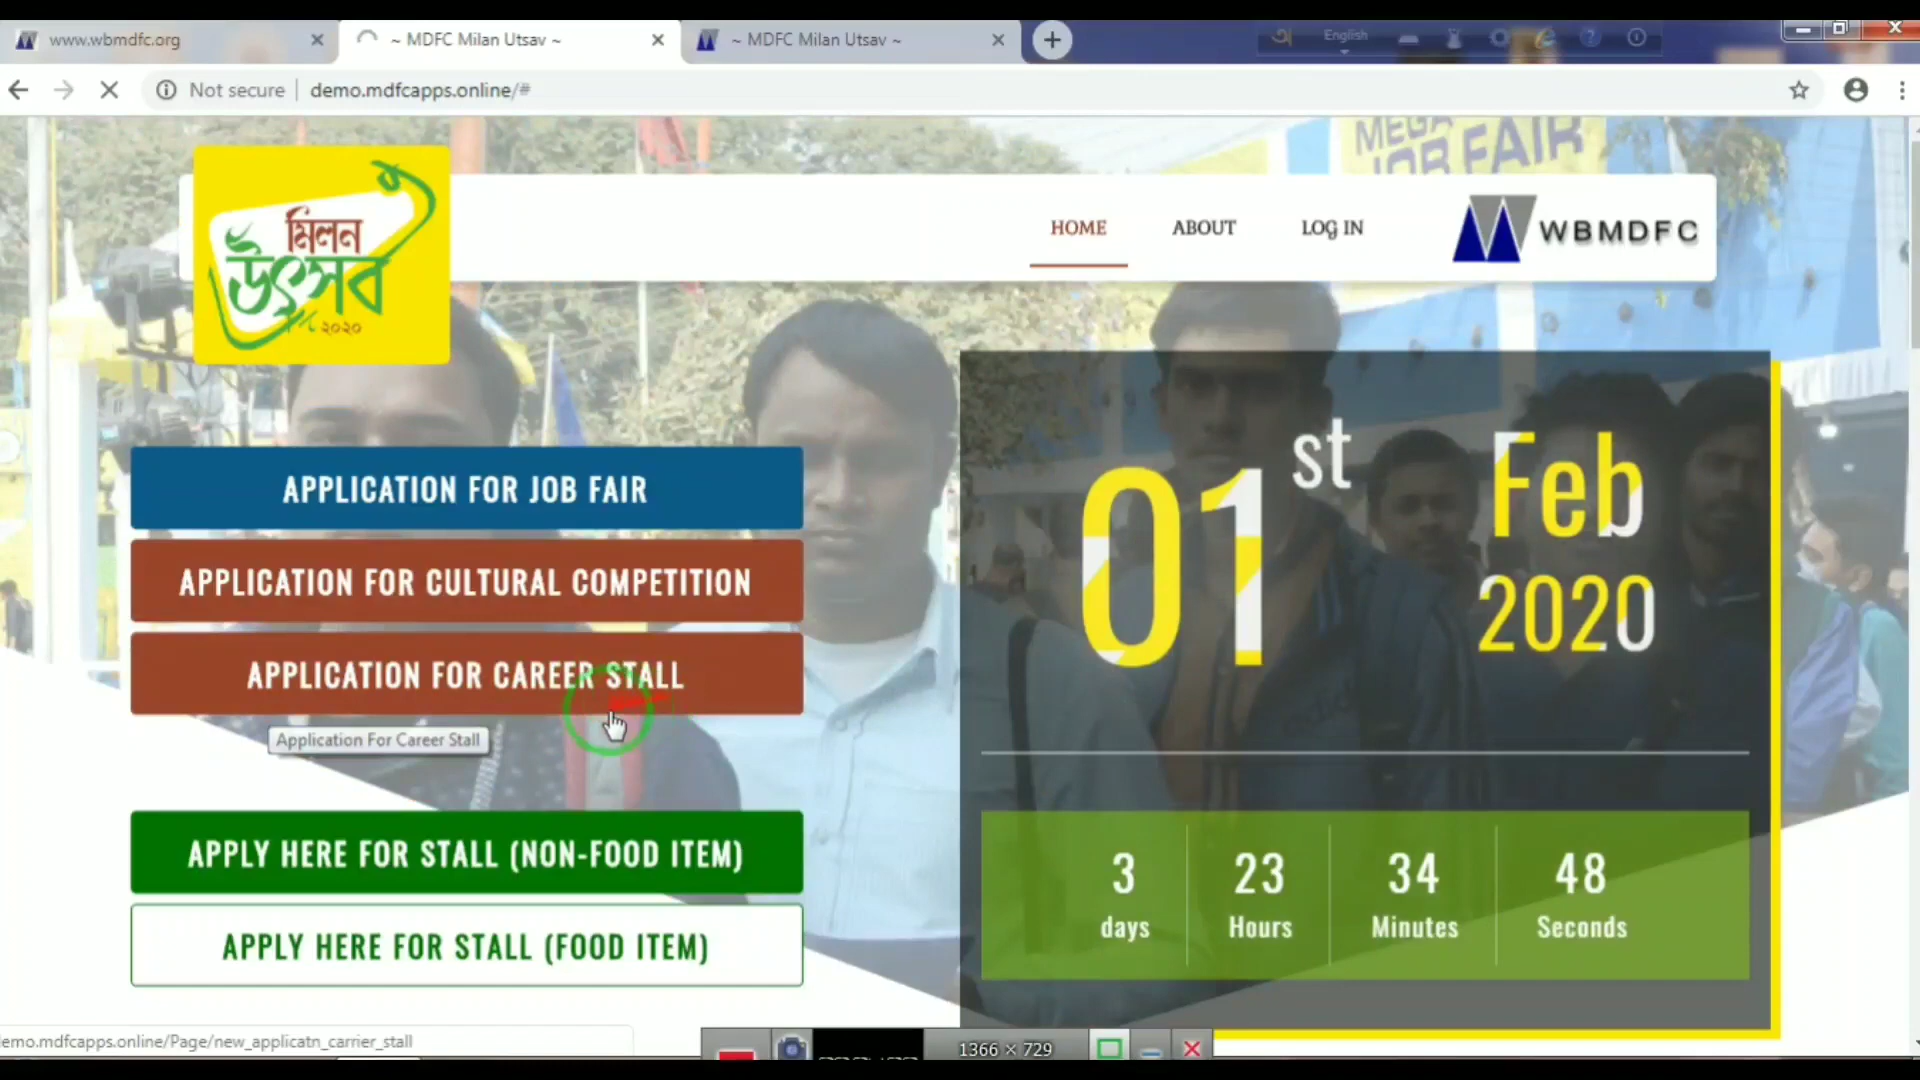 www.wbmdfc.org
~ MDFC Milan Utsav ~
~ MDFC Milan Utsav ~
English
Not secure
demo.mdfcapps.online/#
MEGA
JOB FAIR
মিলন
উৎসব
২০২০
HOME
ABOUT
LOG IN
WBMDFC
APPLICATION FOR JOB FAIR
APPLICATION FOR CULTURAL COMPETITION
APPLICATION FOR CAREER STALL
Application For Career Stall
APPLY HERE FOR STALL (NON-FOOD ITEM)
APPLY HERE FOR STALL (FOOD ITEM)
01st Feb
2020
3 23 34 48
days Hours Minutes Seconds
emo.mdfcapps.online/Page/new_applicatn_carrier_stall
1366 × 729